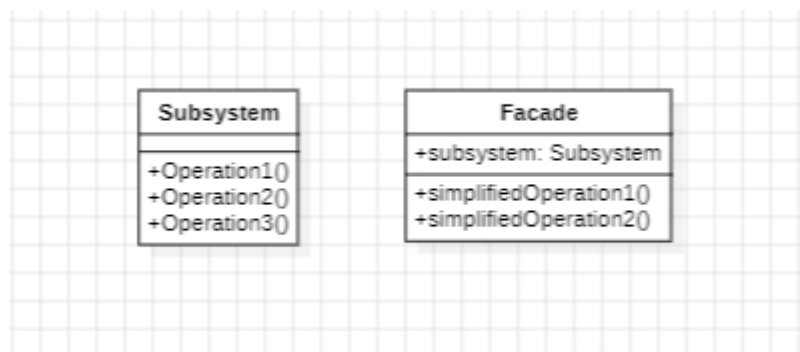 Subsystem
+Operation1()
+Operation2()
+Operation3()
Facade
+subsystem: Subsystem
+simplifiedOperation1()
+simplifiedOperation2()